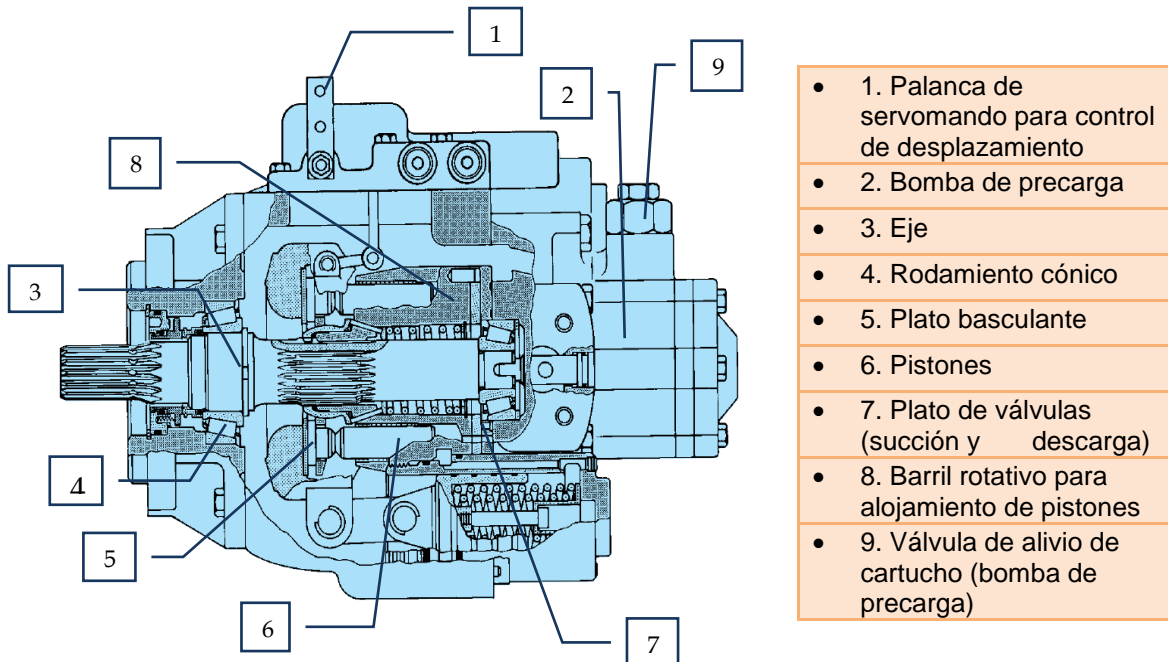 1
9
2
8
3
4
5
6
7
• 1. Palanca de
servomando para control
de desplazamiento
• 2. Bomba de precarga
• 3. Eje
• 4. Rodamiento cónico
• 5. Plato basculante
• 6. Pistones
• 7. Plato de válvulas
(succión y descarga)
• 8. Barril rotativo para
alojamiento de pistones
• 9. Válvula de alivio de
cartucho (bomba de
precarga)